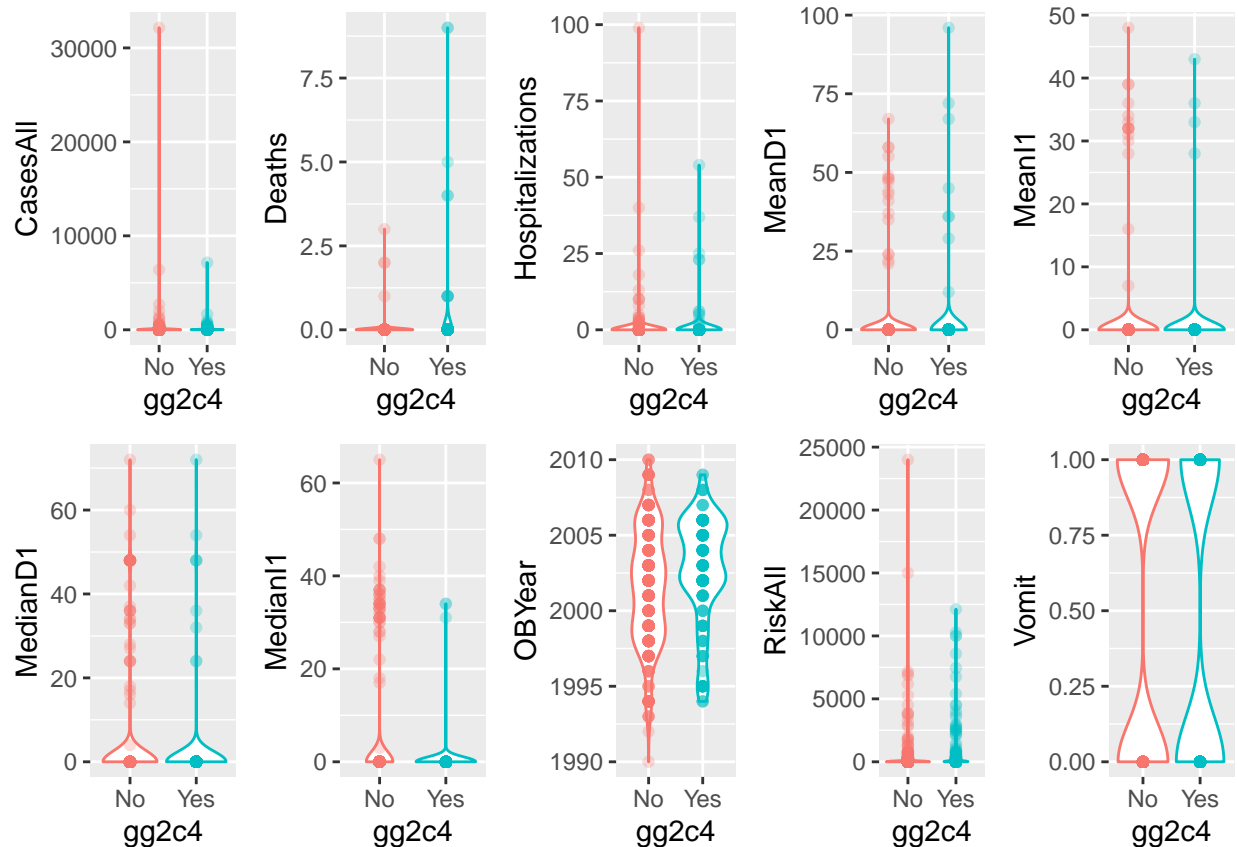 CasesAll
30000
20000
10000
0
No Yes
gg2c4
Deaths
7.5
5.0
2.5
0.0
No Yes
gg2c4
Hospitalizations
100
75
50
25
0
No Yes
gg2c4
MeanD1
100
75
50
25
0
No Yes
gg2c4
MeanI1
50
40
30
20
10
0
No Yes
gg2c4
MedianD1
60
40
20
0
No Yes
gg2c4
MedianI1
60
40
20
0
No Yes
gg2c4
OBYear
2010
2005
2000
1995
1990
No Yes
gg2c4
RiskAll
25000
20000
15000
10000
5000
0
No Yes
gg2c4
Vomit
1.00
0.75
0.50
0.25
0.00
No Yes
gg2c4